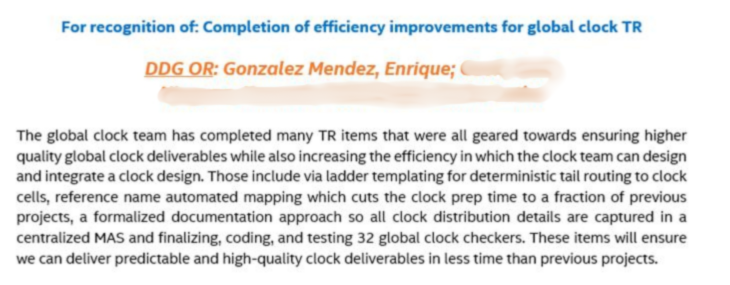 For recognition of: Completion of efficiency improvements for global clock TR
DDG OR: Gonzalez Mendez, Enrique;
The global clock team has completed many TR items that were all geared towards ensuring higher
quality global clock deliverables while also increasing the efficiency in which the clock team can design
and integrate a clock design. Those include via ladder templating for deterministic tail routing to clock
cells, reference name automated mapping which cuts the clock prep time to a fraction of previous
projects, a formalized documentation approach so all clock distribution details are captured in a
centralized MAS and finalizing, coding, and testing 32 global clock checkers. These items will ensure
we can deliver predictable and high-quality clock deliverables in less time than previous projects.